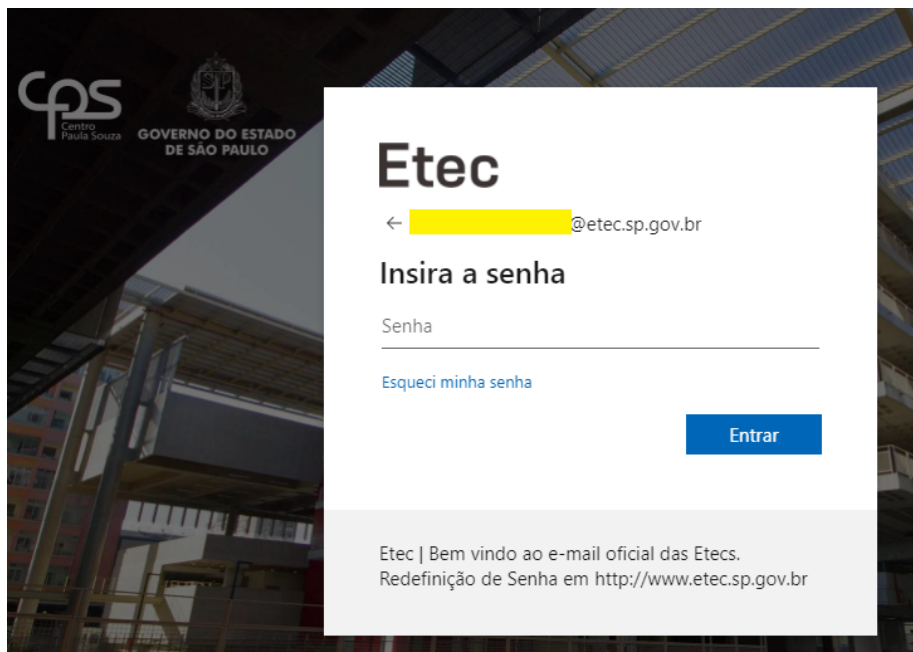 cps
Centro
Paula Souza
GOVERNO DO ESTADO
DE SÃO PAULO
Etec
@etec.sp.gov.br
Insira a senha
Senha
Esqueci minha senha
Entrar
Etec | Bem vindo ao e-mail oficial das Etecs.
Redefinição de Senha em http://www.etec.sp.gov.br